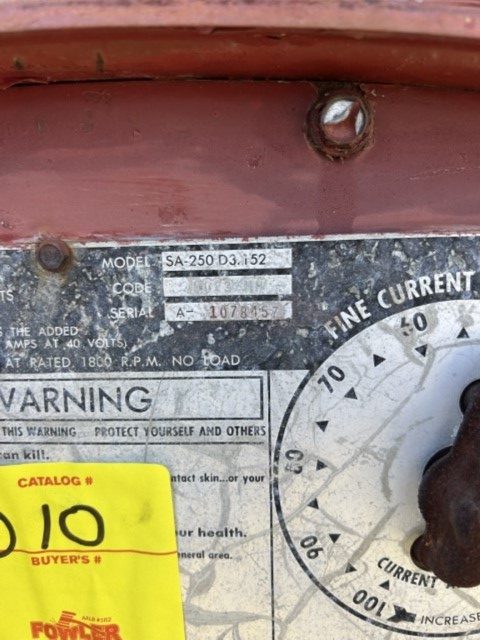 MODEL SA-250 D3.152
CODE
SERIAL A- 1078457
TS
S THE ADDED
AMPS AT 40 VOLTS)
AT RATED, 1800 R.P.M. NO LOAD
WARNING
THIS WARNING PROTECT YOURSELF AND OTHERS
can kill.
ntact skin...or your
ur health.
eneral area.
CATALOG #
010
BUYER'S #
FOWLER
FINE CURRENT
60
70
80
90
100
CURRENT
INCREASE